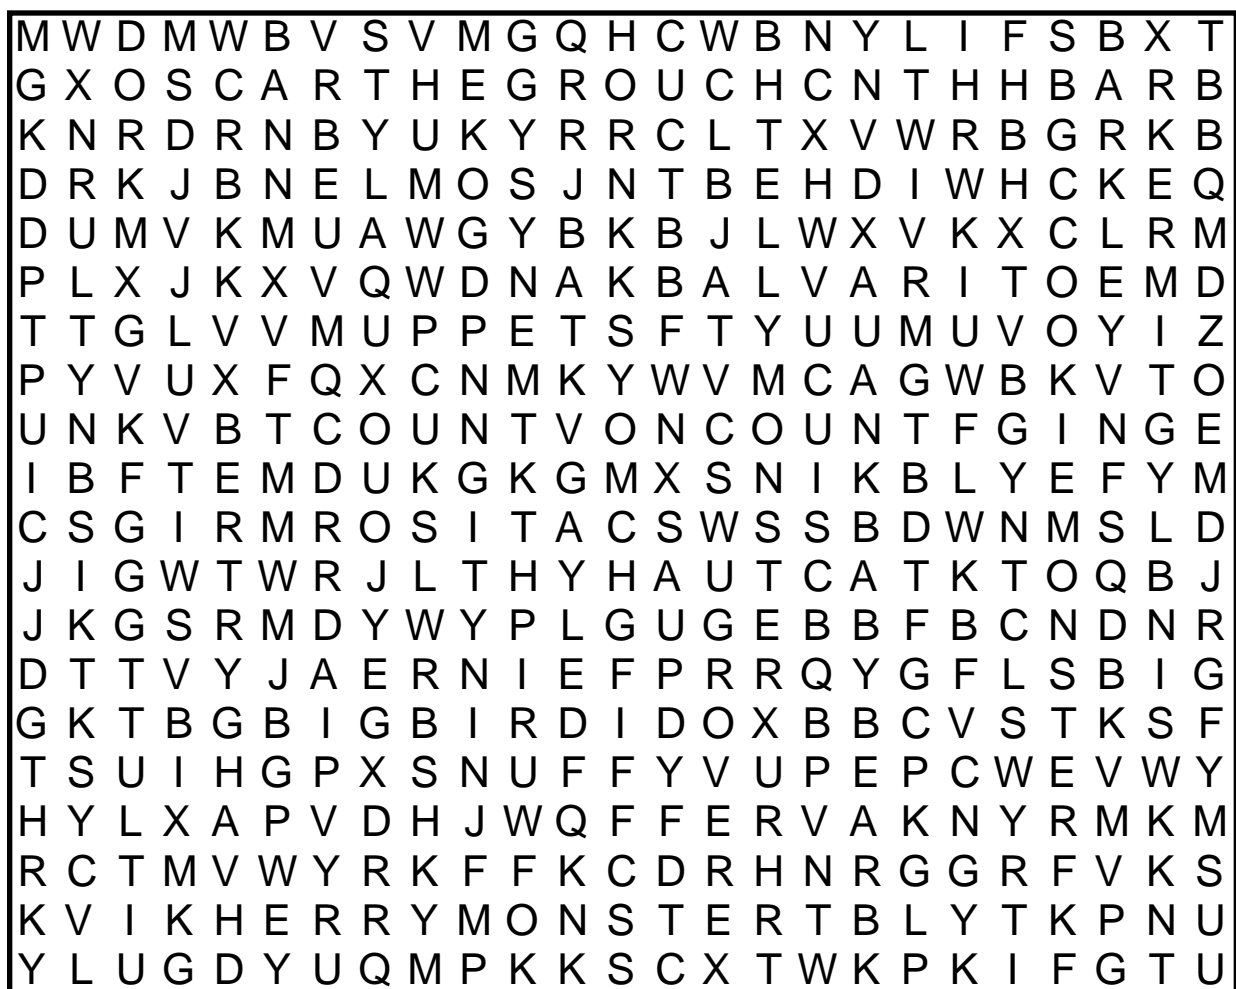 M W D M W B V S V M G Q H C W B N Y L I F S B X T
G X O S C A R T H E G R O U C H C N T H H B A R B
K N R D R N B Y U K Y R R C L T X V W R B G R K B
D R K J B N E L M O S J N T B E H D I W H C K E Q
D U M V K M U A W G Y B K B J L W X V K X C L R M
P L X J K X V Q W D N A K B A L V A R I T O E M D
T T G L V V M U P P E T S F T Y U U M U V O Y I Z
P Y V U X F Q X C N M K Y W V M C A G W B K V T O
U N K V B T C O U N T V O N C O U N T F G I N G E
I B F T E M D U K G K G M X S N I K B L Y E F Y M
C S G I R M R O S I T A C S W S S B D W N M S L D
J I G W T W R J L T H Y H A U T C A T K T O Q B J
J K G S R M D Y W Y P L G U G E B B F B C N D N R
D T T V Y J A E R N I E F P R R Q Y G F L S B I G
G K T B G B I G B I R D I D O X B B C V S T K S F
T S U I H G P X S N U F F Y V U P E P C W E V W Y
H Y L X A P V D H J W Q F F E R V A K N Y R M K M
R C T M V W Y R K F F K C D R H N R G G R F V K S
K V I K H E R R Y M O N S T E R T B L Y T K P N U
Y L U G D Y U Q M P K K S C X T W K P K I F G T U